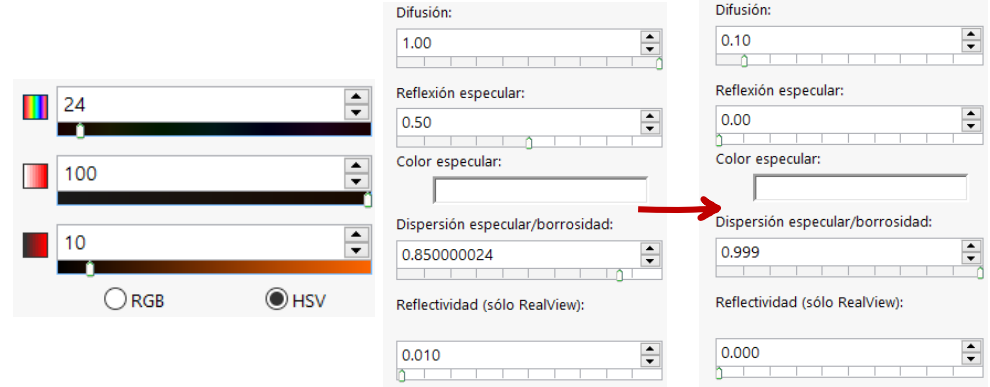 24
100
10
RGB HSV
Difusión:
1.00
Reflexión especular:
0.50
Color especular:
Dispersión especular/borrosidad:
0.850000024
Reflectividad (sólo RealView):
0.010
Difusión:
0.10
Reflexión especular:
0.00
Color especular:
Dispersión especular/borrosidad:
0.999
Reflectividad (sólo RealView):
0.000